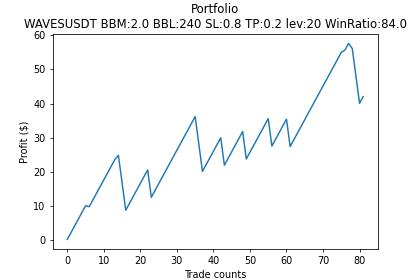 Portfolio
WAVESUSDT BBM:2.0 BBL:240 SL:0.8 TP:0.2 lev:20 WinRatio:84.0
60
50
40
30
20
10
0
Profit ($)
0 10 20 30 40 50 60 70 80
Trade counts